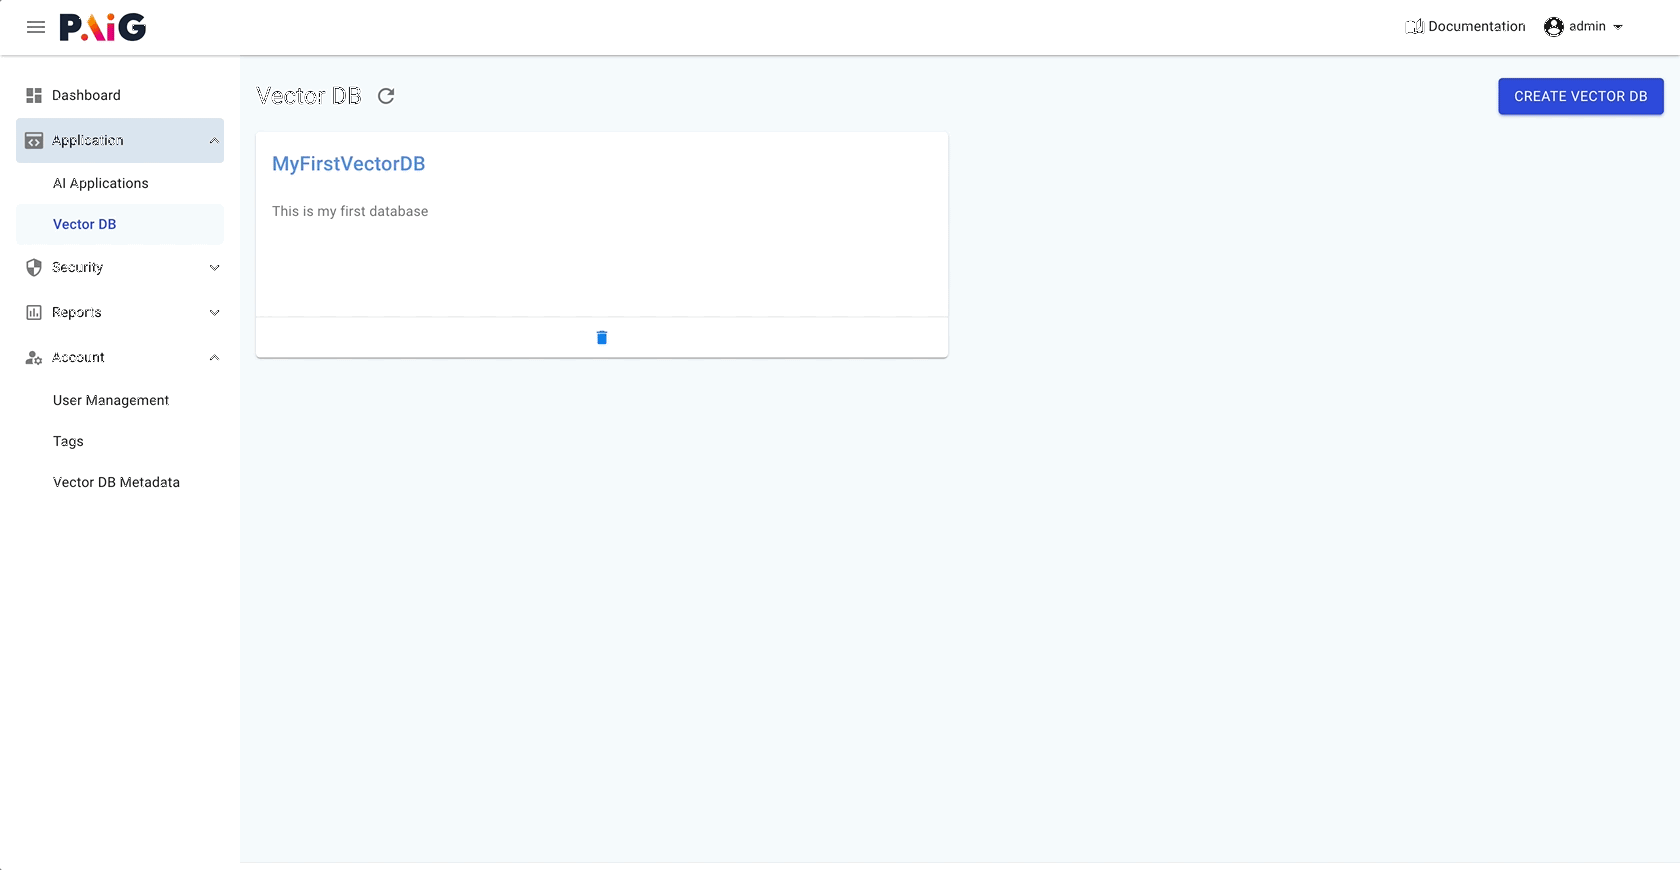 PAiG
Documentation
admin
Dashboard
Application
AI Applications
Vector DB
Security
Reports
Account
User Management
Tags
Vector DB Metadata
Vector DB
CREATE VECTOR DB
MyFirstVectorDB
This is my first database